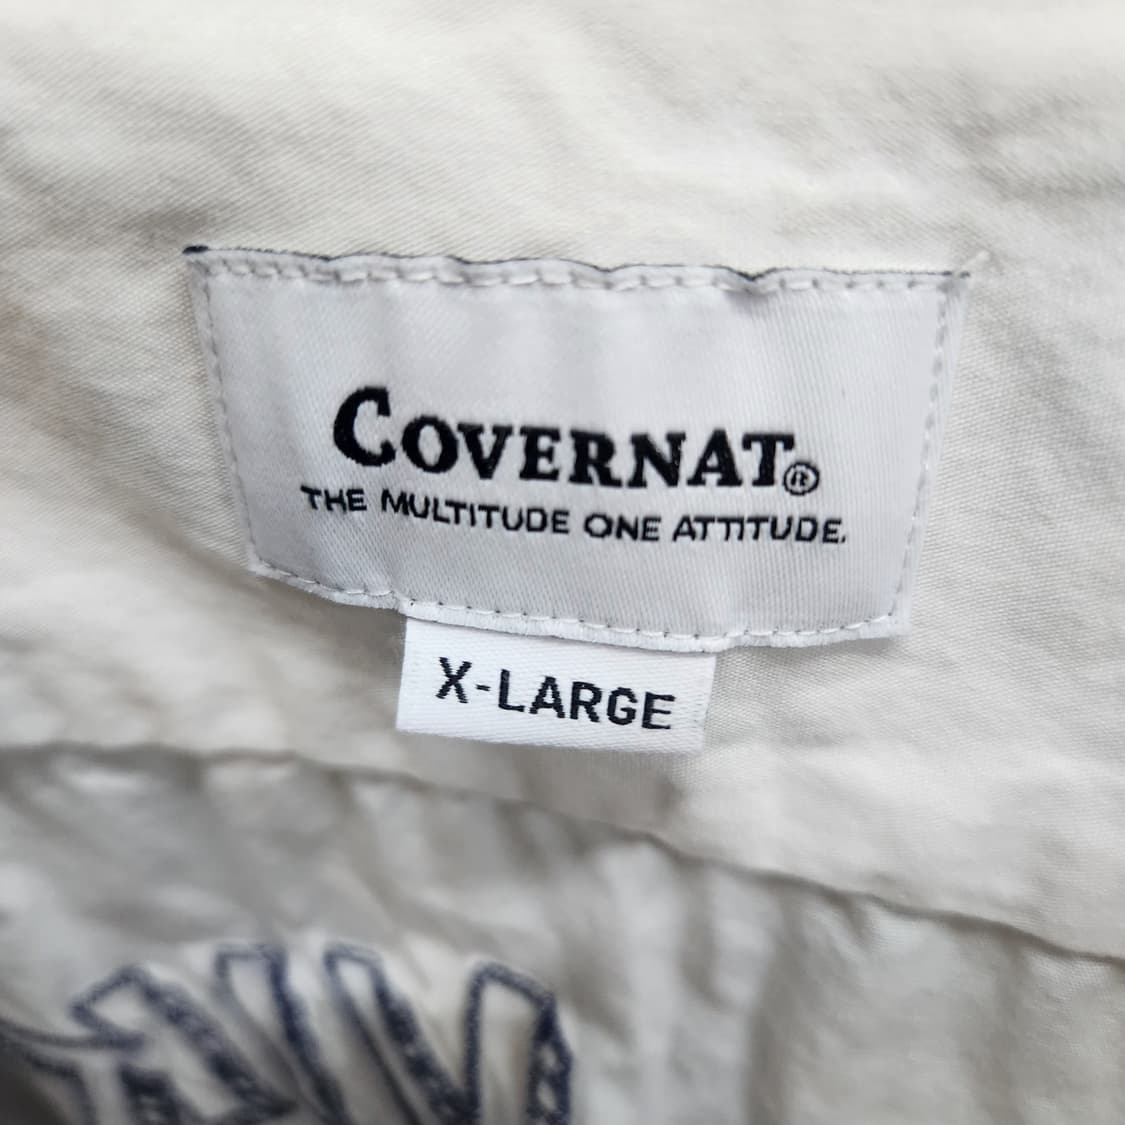 COVERNAT®
THE MULTITUDE ONE ATTITUDE.
X-LARGE